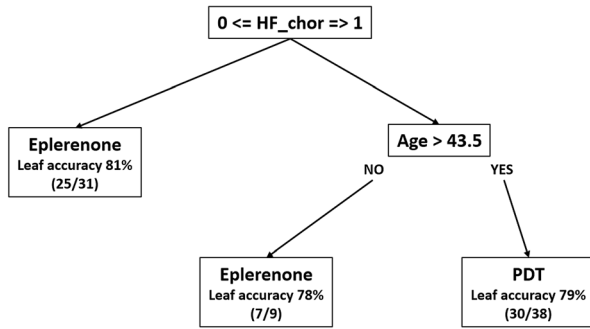 0 <= HF_chor => 1
Eplerenone
Leaf accuracy 81%
(25/31)
Age > 43.5
NO
YES
Eplerenone
Leaf accuracy 78%
(7/9)
PDT
Leaf accuracy 79%
(30/38)